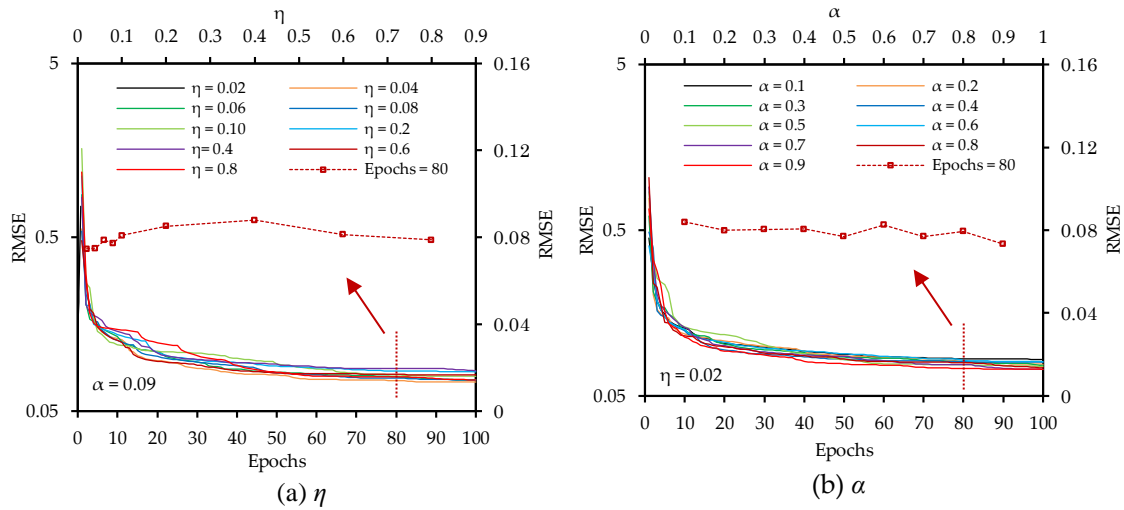 η
0 0.1 0.2 0.3 0.4 0.5 0.6 0.7 0.8 0.9
5
0.5
0.05
RMSE
η = 0.02
η = 0.04
η = 0.06
η = 0.08
η = 0.10
η = 0.2
η= 0.4
η = 0.6
η = 0.8
Epochs = 80
α = 0.09
0.16
0.12
0.08
0.04
0
RMSE
0 10 20 30 40 50 60 70 80 90 100
Epochs
(a) η
α
0 0.1 0.2 0.3 0.4 0.5 0.6 0.7 0.8 0.9 1
5
0.5
0.05
RMSE
α = 0.1
α = 0.2
α = 0.3
α = 0.4
α = 0.5
α = 0.6
α = 0.7
α = 0.8
α = 0.9
Epochs = 80
η = 0.02
0.16
0.12
0.08
0.04
0
RMSE
0 10 20 30 40 50 60 70 80 90 100
Epochs
(b) α